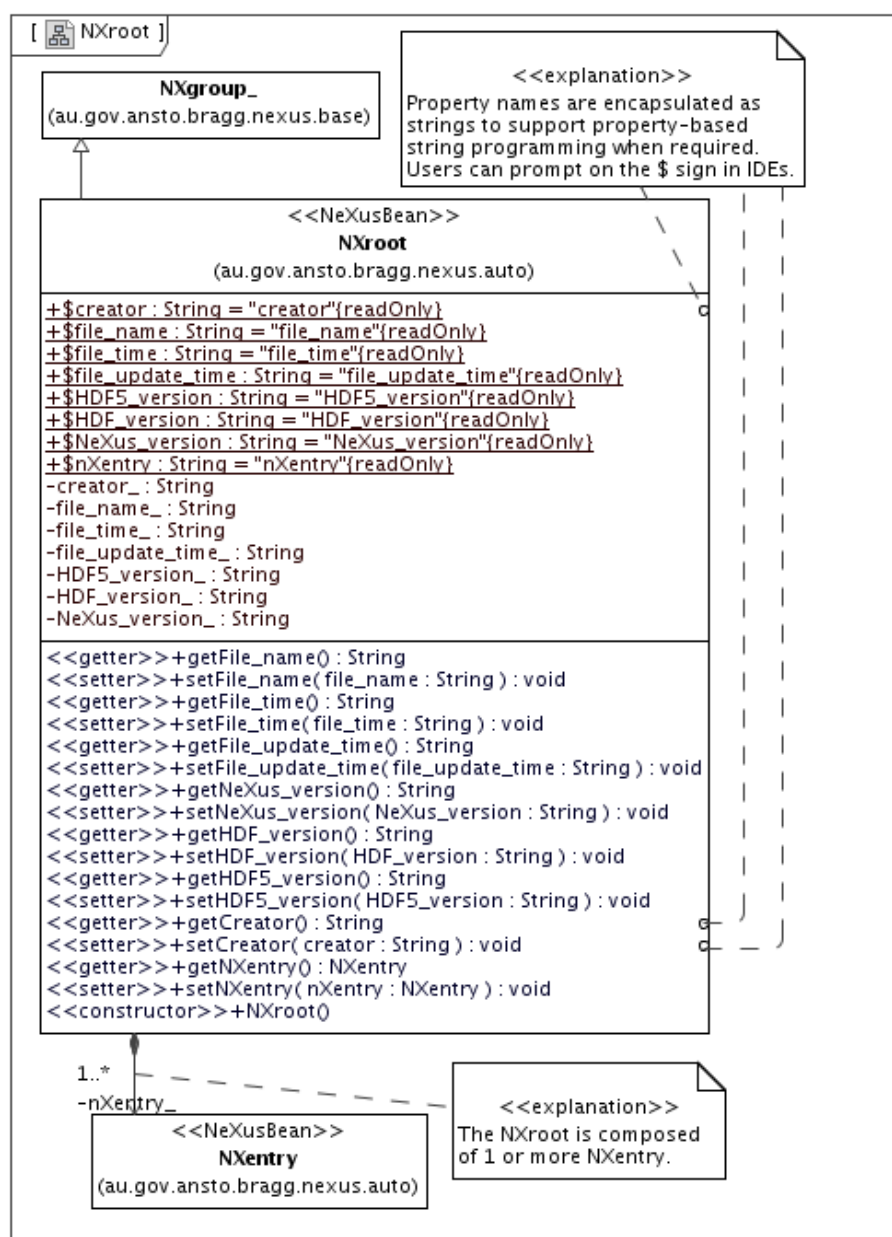 [ NXroot ]
NXgroup_
(au.gov.ansto.bragg.nexus.base)
<<explanation>>
Property names are encapsulated as
strings to support property-based
string programming when required.
Users can prompt on the $ sign in IDEs.
<<NeXusBean>>
NXroot
(au.gov.ansto.bragg.nexus.auto)
+$creator : String = "creator"{readOnly}
+$file_name : String = "file_name"{readOnly}
+$file_time : String = "file_time"{readOnly}
+$file_update_time : String = "file_update_time"{readOnly}
+$HDF5_version : String = "HDF5_version"{readOnly}
+$HDF_version : String = "HDF_version"{readOnly}
+$NeXus_version : String = "NeXus_version"{readOnly}
+$nXentry : String = "nXentry"{readOnly}
-creator_ : String
-file_name_ : String
-file_time_ : String
-file_update_time_ : String
-HDF5_version_ : String
-HDF_version_ : String
-NeXus_version_ : String
<<getter>>+getFile_name() : String
<<setter>>+setFile_name( file_name : String ) : void
<<getter>>+getFile_time() : String
<<setter>>+setFile_time( file_time : String ) : void
<<getter>>+getFile_update_time() : String
<<setter>>+setFile_update_time( file_update_time : String ) : void
<<getter>>+getNeXus_version() : String
<<setter>>+setNeXus_version( NeXus_version : String ) : void
<<getter>>+getHDF_version() : String
<<setter>>+setHDF_version( HDF_version : String ) : void
<<getter>>+getHDF5_version() : String
<<setter>>+setHDF5_version( HDF5_version : String ) : void
<<getter>>+getCreator() : String
<<setter>>+setCreator( creator : String ) : void
<<getter>>+getNXentry() : NXentry
<<setter>>+setNXentry( nXentry : NXentry ) : void
<<constructor>>+NXroot()
1..*
-nXentry_
<<explanation>>
The NXroot is composed
of 1 or more NXentry.
<<NeXusBean>>
NXentry
(au.gov.ansto.bragg.nexus.auto)